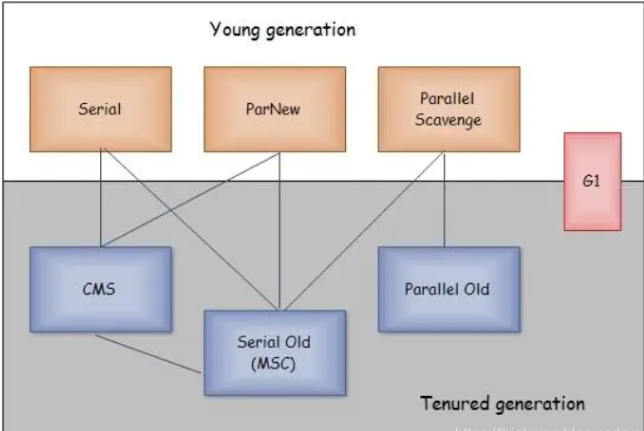 Young generation
Serial
ParNew
Parallel
Scavenge
G1
CMS
Parallel Old
Serial Old
(MSC)
Tenured generation